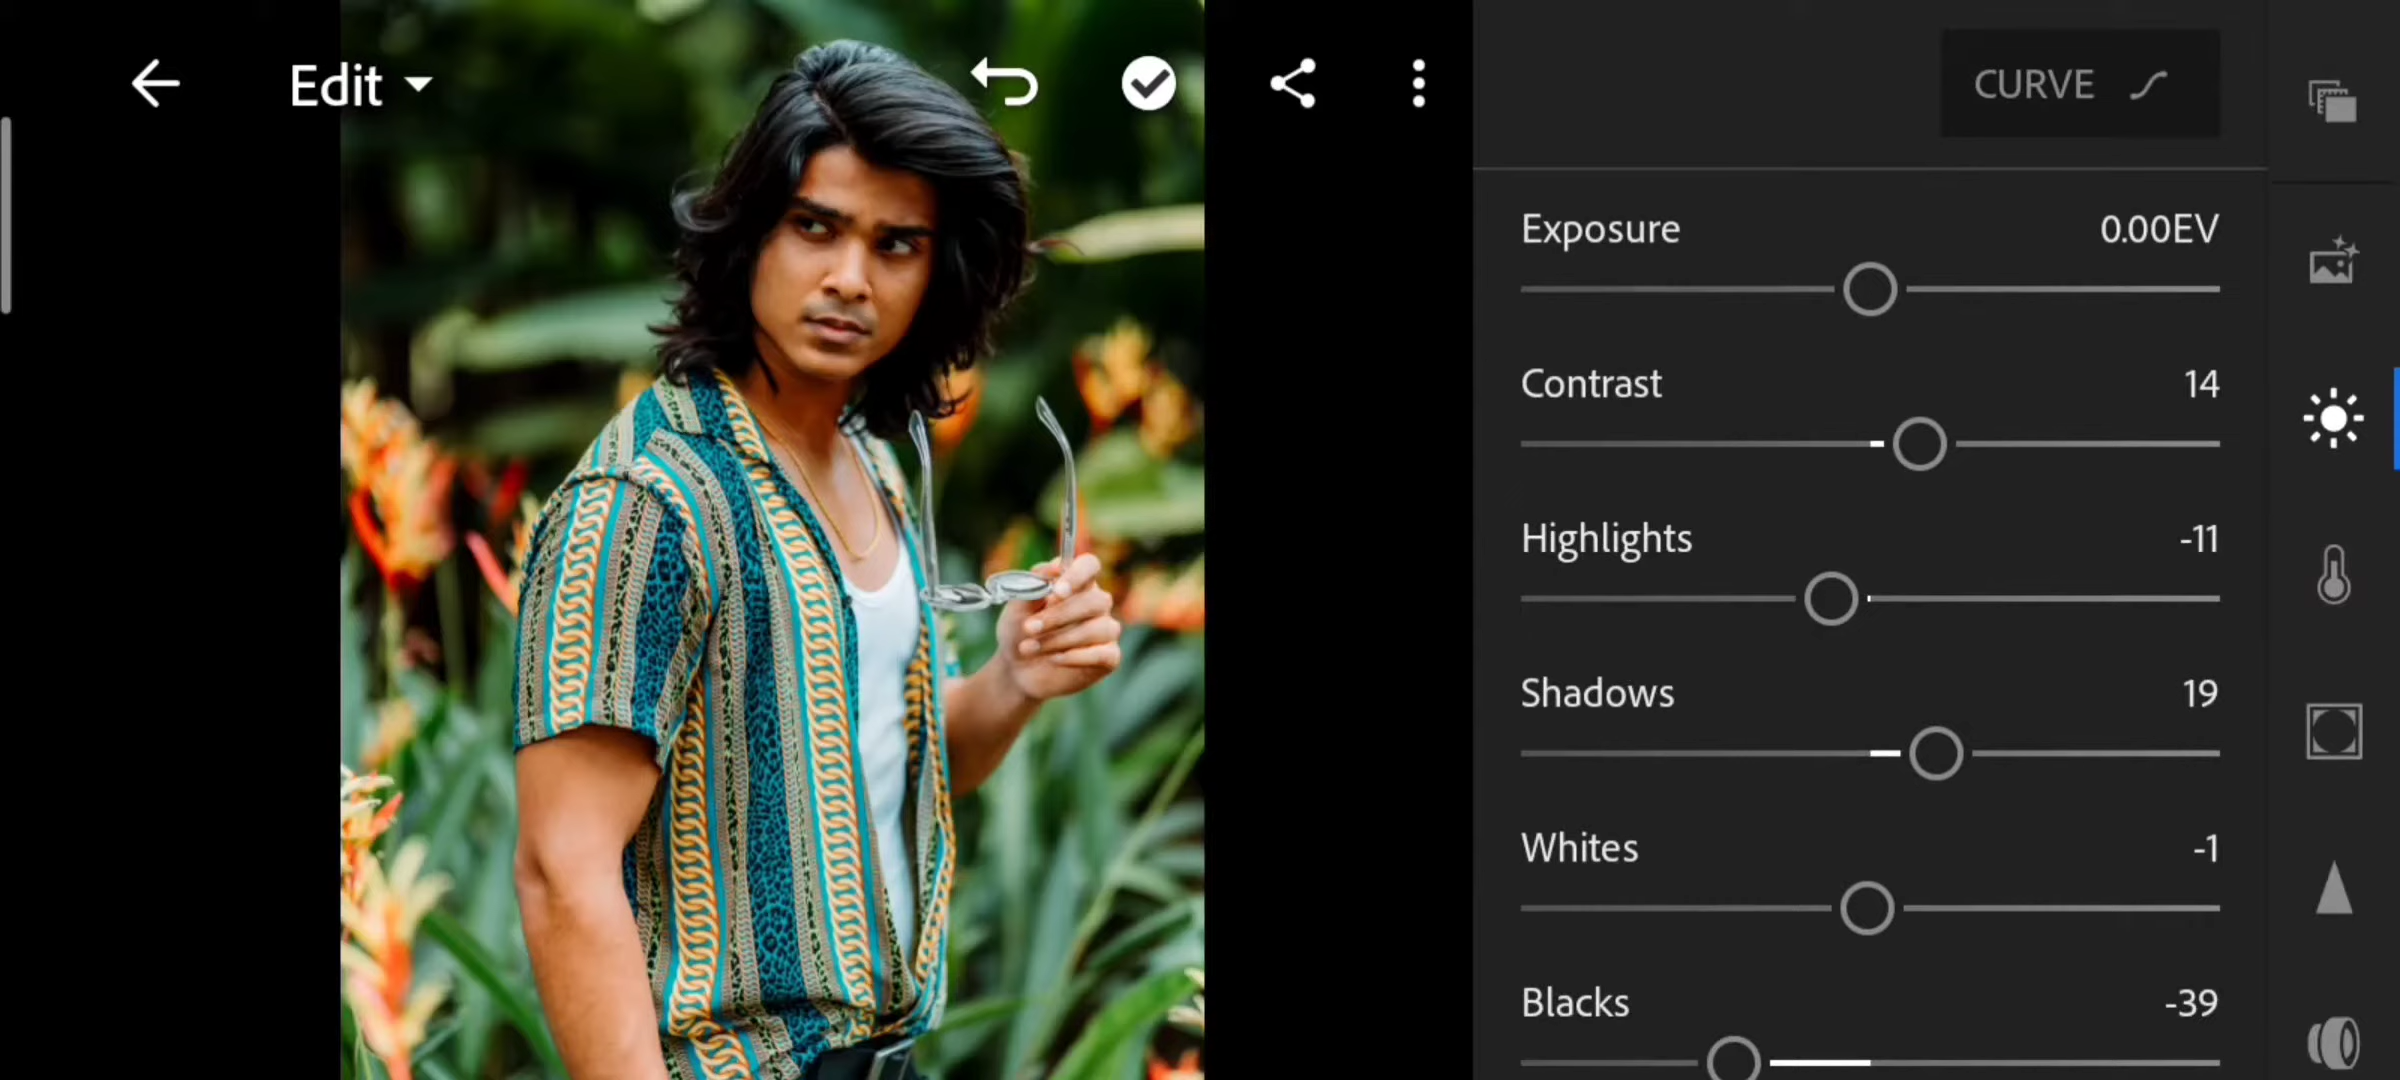 Edit
CURVE
Exposure 0.00EV
Contrast 14
Highlights -11
Shadows 19
Whites -1
Blacks -39